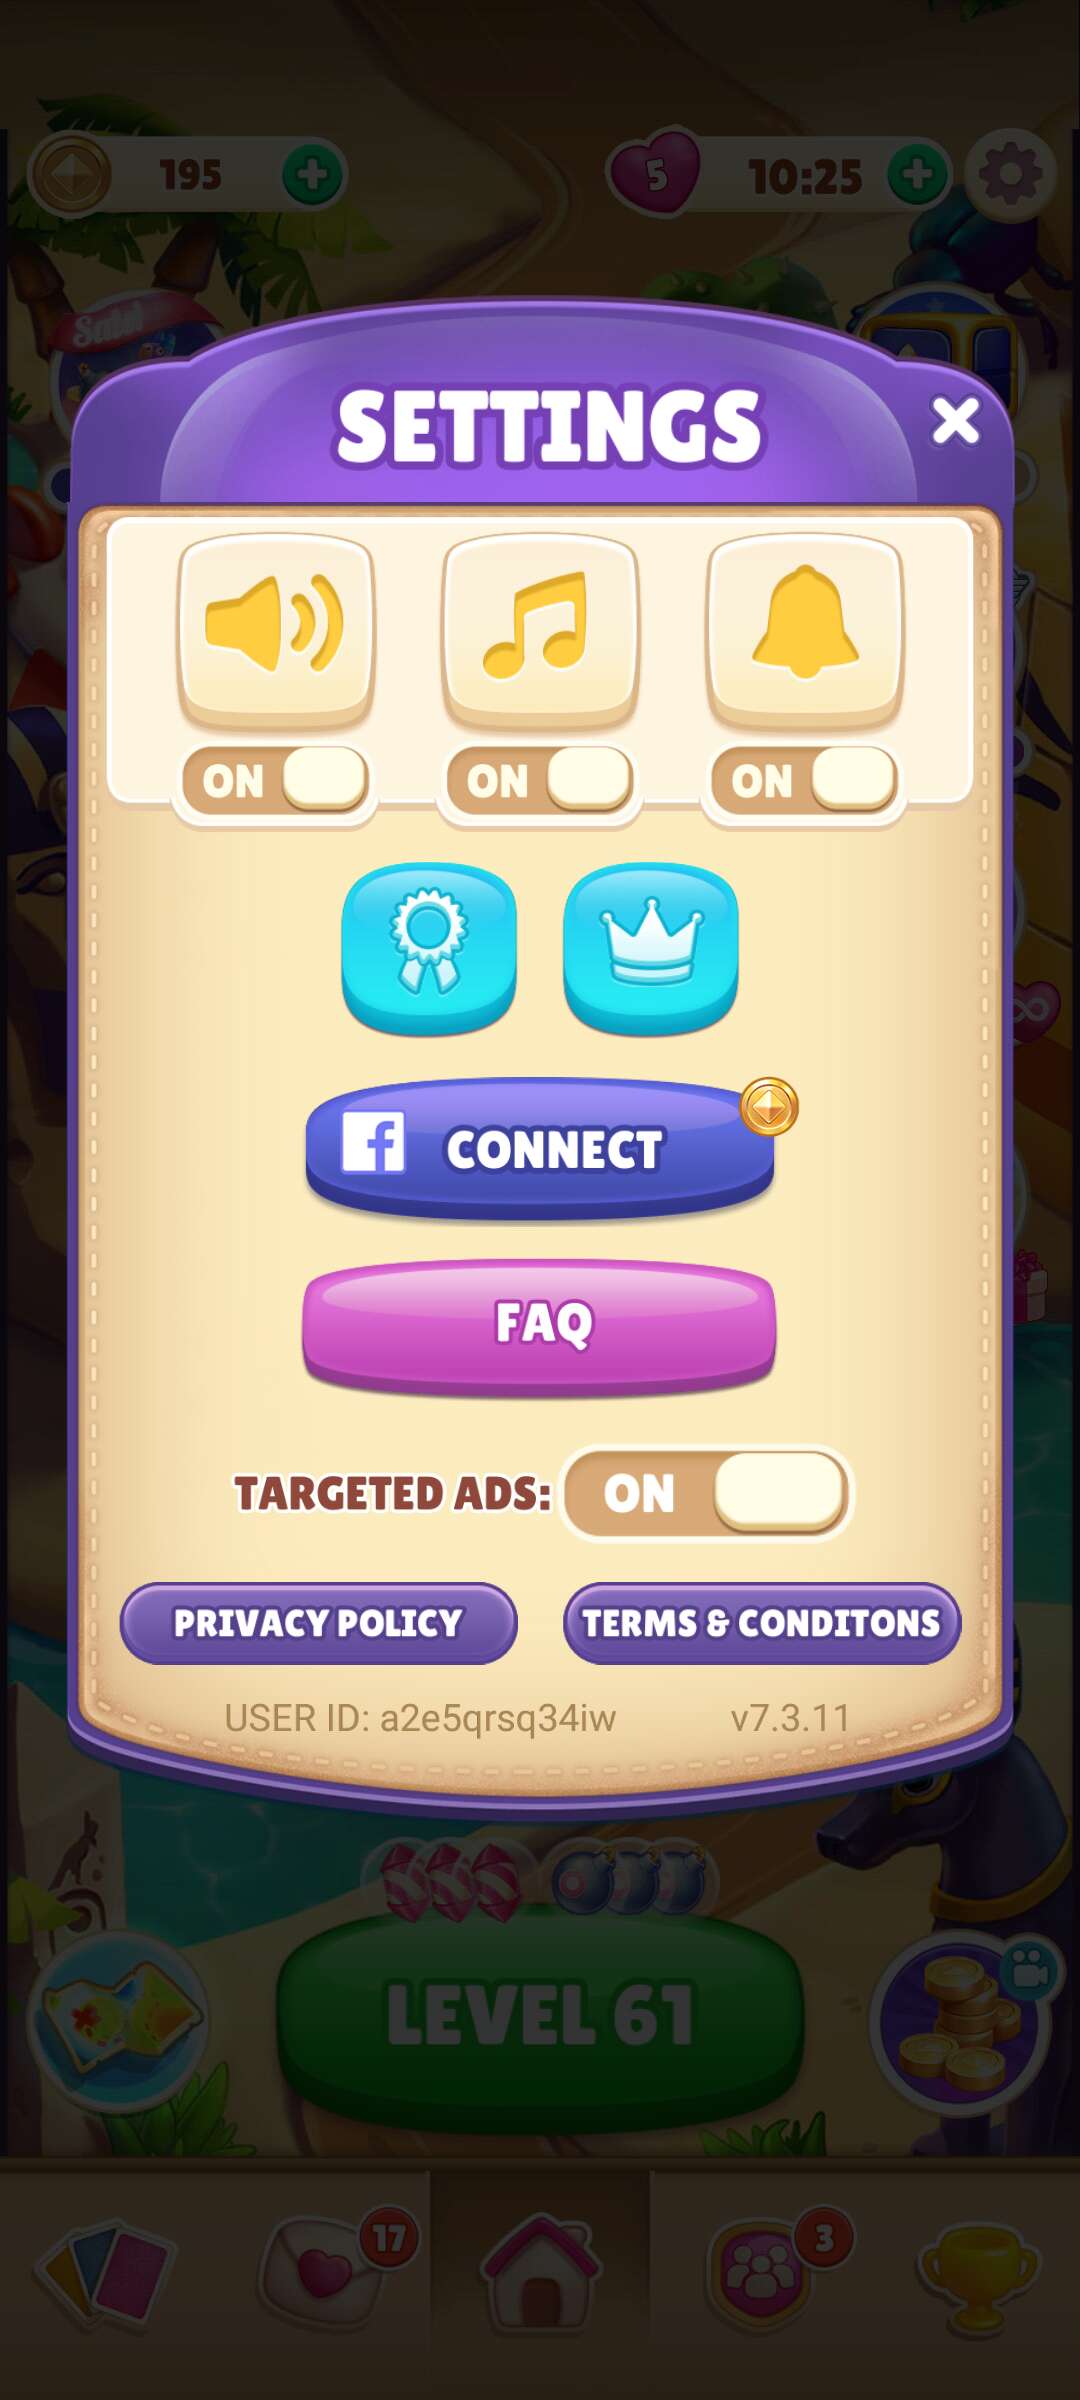 195
5
10:25
Sale!
SETTINGS
ON
ON
ON
CONNECT
FAQ
TARGETED ADS: ON
PRIVACY POLICY
TERMS & CONDITONS
USER ID: a2e5qrsq34iw
v7.3.11
LEVEL 61
17
3